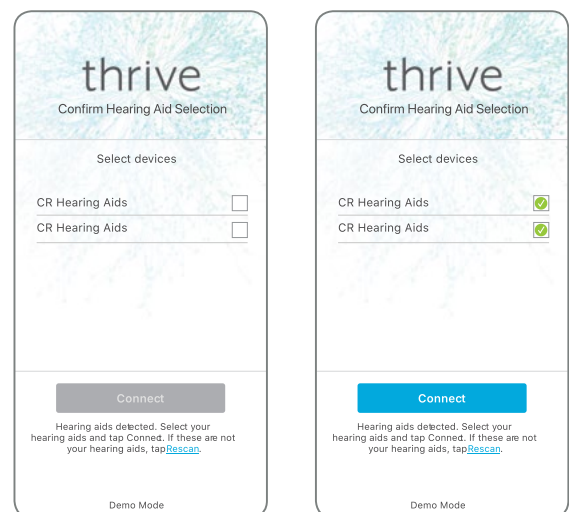 thrive
Confirm Hearing Aid Selection
Select devices
CR Hearing Aids
CR Hearing Aids
Connect
Hearing aids detected. Select your
hearing aids and tap Connect. If these are not
your hearing aids, tap Rescan.
Demo Mode
thrive
Confirm Hearing Aid Selection
Select devices
CR Hearing Aids
CR Hearing Aids
Connect
Hearing aids detected. Select your
hearing aids and tap Connect. If these are not
your hearing aids, tap Rescan.
Demo Mode